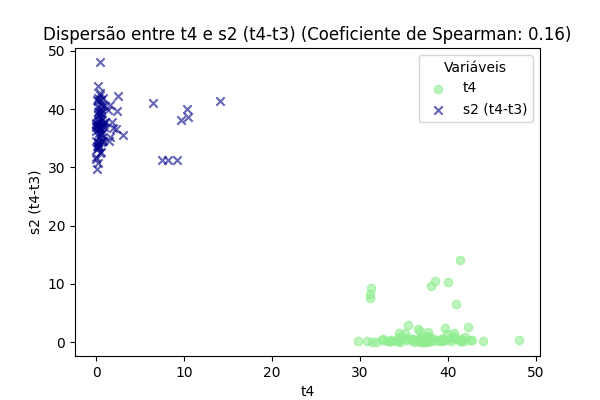 Dispersão entre t4 e s2 (t4-t3) (Coeficiente de Spearman: 0.16)
Variáveis
t4
s2 (t4-t3)
50
40
30
20
10
0
s2 (t4-t3)
0 10 20 30 40 50
t4